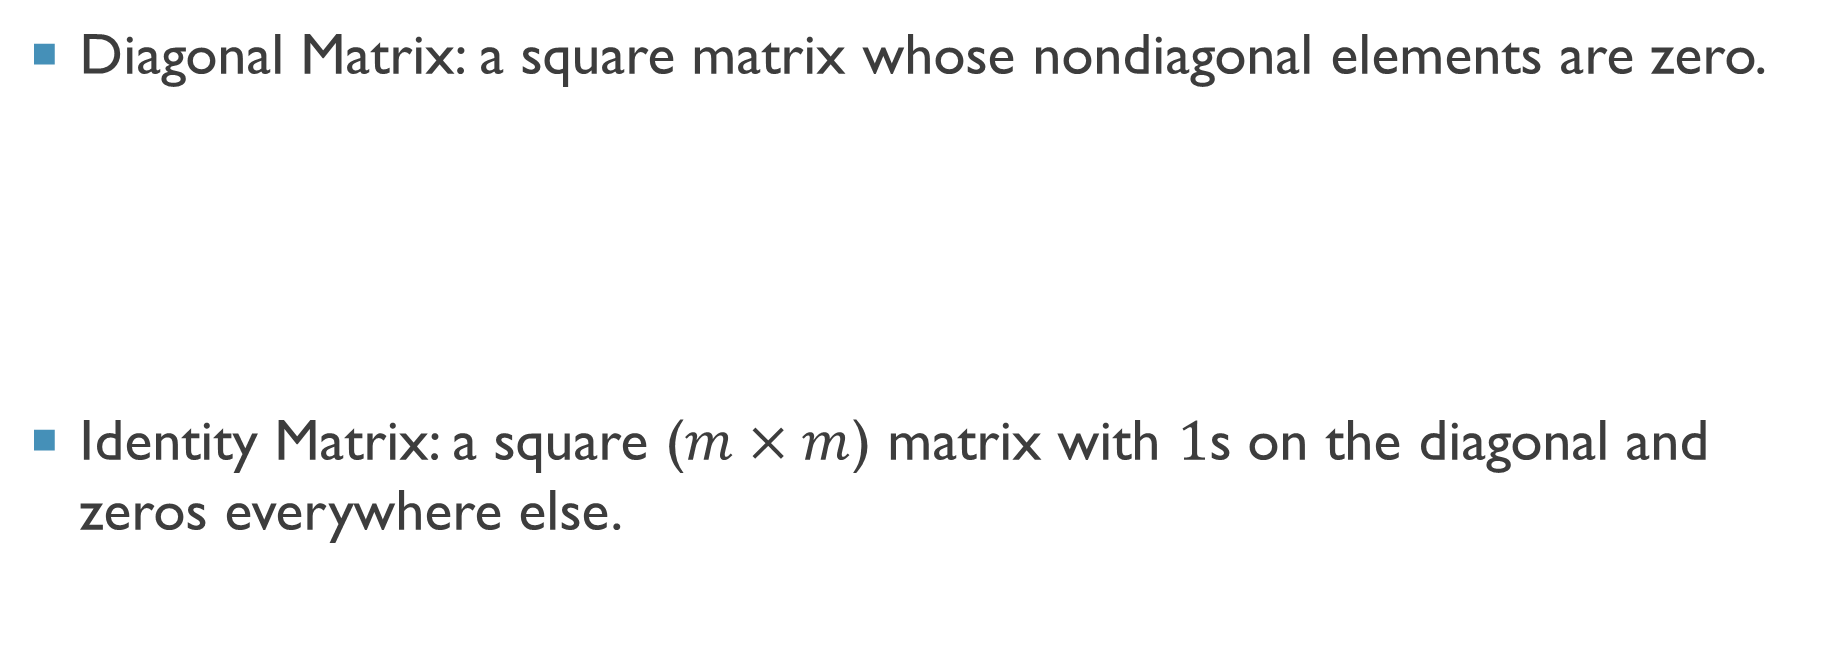 ▪ Diagonal Matrix: a square matrix whose nondiagonal elements are zero.
▪ Identity Matrix: a square (m × m) matrix with 1s on the diagonal and
zeros everywhere else.